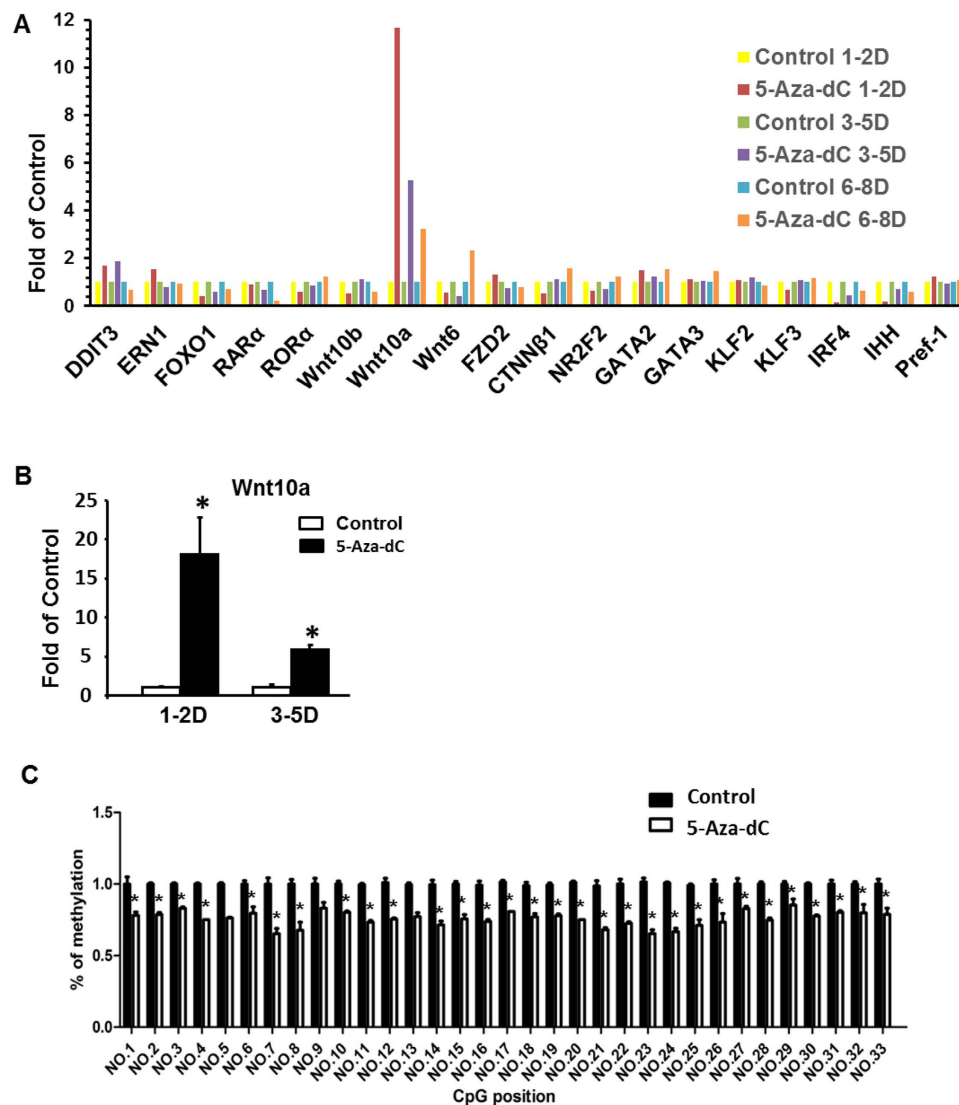 A
Fold of Control
12
10
8
6
4
2
0
Control 1-2D
5-Aza-dC 1-2D
Control 3-5D
5-Aza-dC 3-5D
Control 6-8D
5-Aza-dC 6-8D
DDIT3
ERN1
FOXO1
RARα
RORα
Wnt10b
Wnt10a
Wnt6
FZD2
CTNNβ1
NR2F2
GATA2
GATA3
KLF2
KLF3
IRF4
IHH
Pref-1
B
Wnt10a
Fold of Control
25
20
15
10
5
0
*
*
Control
5-Aza-dC
1-2D
3-5D
C
Control
5-Aza-dC
% of methylation
1.5
1.0
0.5
0.0
* * * * * * * * * * * * * * * * * * * * * * * * * * * * * *
NO.1
NO.2
NO.3
NO.4
NO.5
NO.6
NO.7
NO.8
NO.9
NO.10
NO.11
NO.12
NO.13
NO.14
NO.15
NO.16
NO.17
NO.18
NO.19
NO.20
NO.21
NO.22
NO.23
NO.24
NO.25
NO.26
NO.27
NO.28
NO.29
NO.30
NO.31
NO.32
NO.33
CpG position